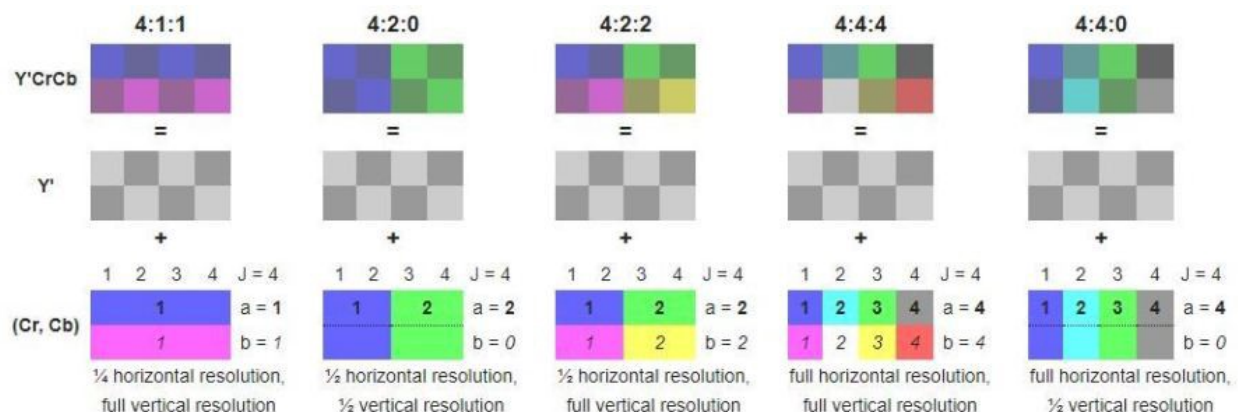 4:1:1 4:2:0 4:2:2 4:4:4 4:4:0
Y'CrCb
= = = = =
Y'
+ + + + +
1 2 3 4 J = 4 1 2 3 4 J = 4 1 2 3 4 J = 4 1 2 3 4 J = 4 1 2 3 4 J = 4
1 a = 1 1 2 a = 2 1 2 a = 2 1 2 3 4 a = 4 1 2 3 4 a = 4
(Cr, Cb)
1 b = 1 b = 0 1 2 b = 2 1 2 3 4 b = 4 b = 0
¼ horizontal resolution, ½ horizontal resolution, ½ horizontal resolution, full horizontal resolution, full horizontal resolution,
full vertical resolution ½ vertical resolution full vertical resolution full vertical resolution ½ vertical resolution